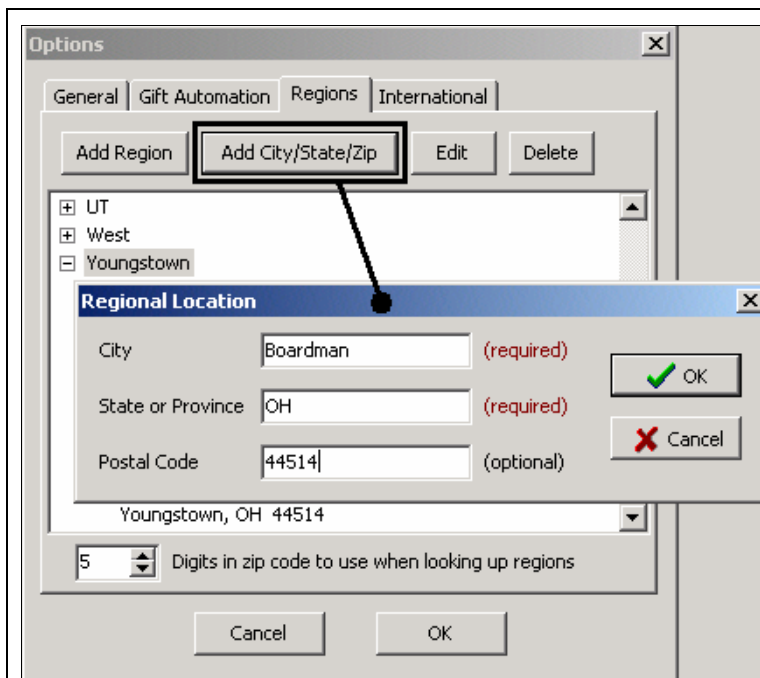 Options
General Gift Automation Regions International
Add Region Add City/State/Zip Edit Delete
UT
West
Youngstown
Regional Location
City Boardman (required)
OK
State or Province OH (required)
Cancel
Postal Code 44514 (optional)
Youngstown, OH 44514
5 Digits in zip code to use when looking up regions
Cancel OK